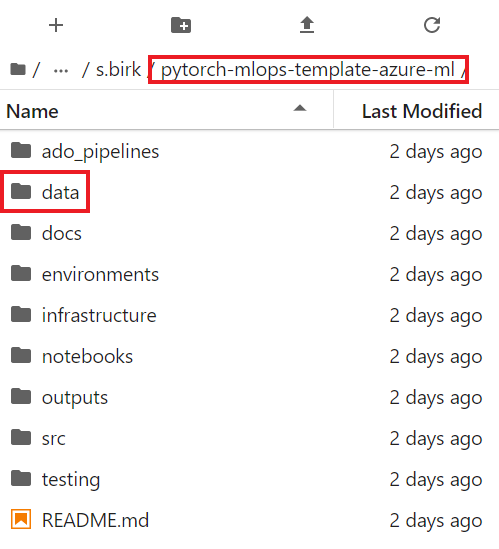 / ... / s.birk / pytorch-mlops-template-azure-ml /
Name Last Modified
ado_pipelines 2 days ago
data 2 days ago
docs 2 days ago
environments 2 days ago
infrastructure 2 days ago
notebooks 2 days ago
outputs 2 days ago
src 2 days ago
testing 2 days ago
README.md 2 days ago